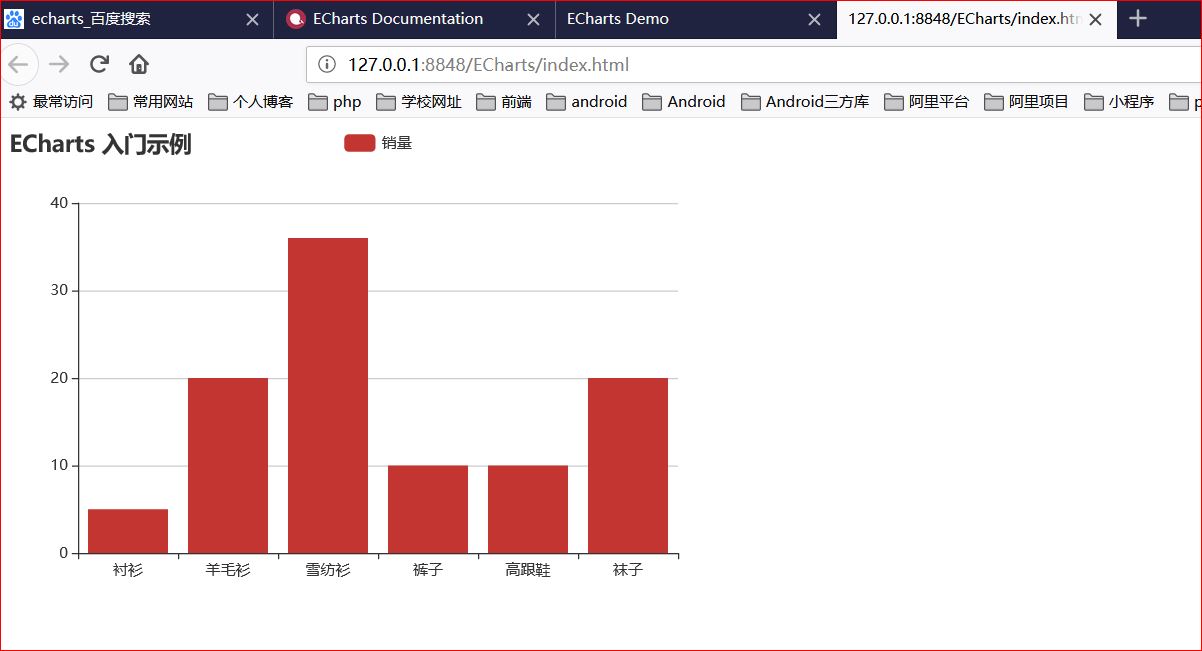 echarts_百度搜索 ECharts Documentation ECharts Demo 127.0.0.1:8848/ECharts/index.htm
127.0.0.1:8848/ECharts/index.html
最常访问 常用网站 个人博客 php 学校网址 前端 android Android Android三方库 阿里平台 阿里项目 小程序 p
ECharts 入门示例 销量
40
30
20
10
0
衬衫 羊毛衫 雪纺衫 裤子 高跟鞋 袜子